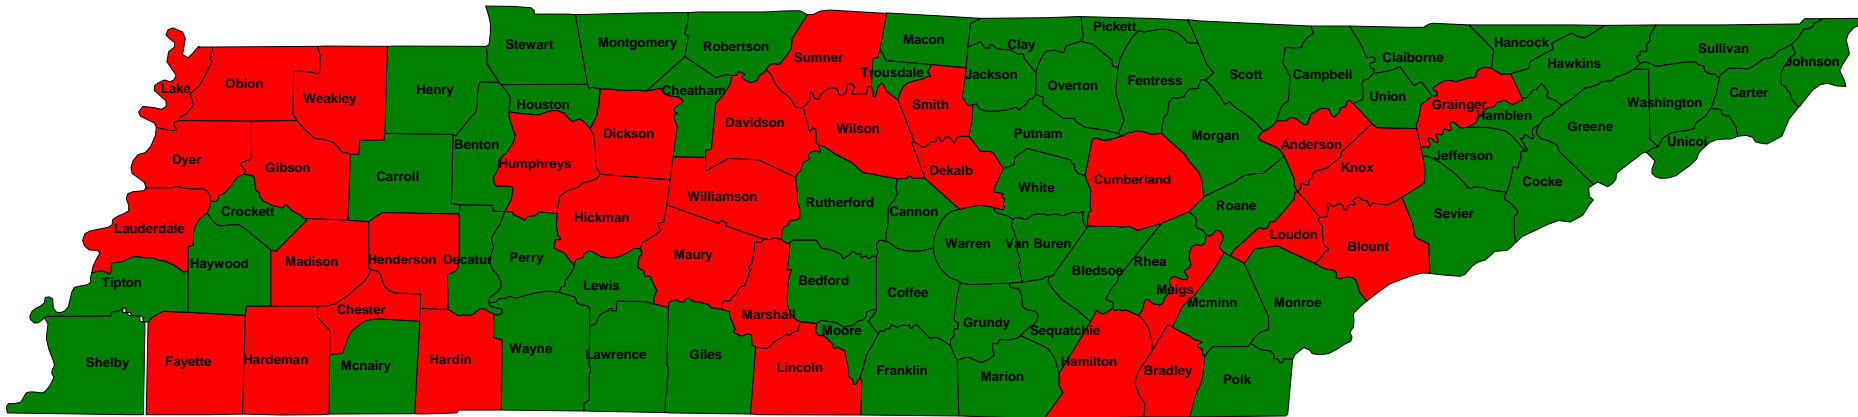 Stewart
Montgomery
Robertson
Sumner
Macon
Clay
Pickett
Scott
Campbell
Claiborne
Hancock
Hawkins
Sullivan
Johnson
Lake
Obion
Weakley
Henry
Houston
Cheatham
Trousdale
Jackson
Overton
Fentress
Union
Grainger
Hamblen
Washington
Carter
Benton
Dickson
Davidson
Wilson
Smith
Putnam
Morgan
Anderson
Knox
Jefferson
Greene
Unicoi
Dyer
Gibson
Carroll
Humphreys
Williamson
Dekalb
White
Cumberland
Roane
Cocke
Lauderdale
Crockett
Hickman
Rutherford
Cannon
Sevier
Haywood
Madison
Henderson
Decatur
Perry
Maury
Warren
Van Buren
Loudon
Blount
Tipton
Lewis
Bedford
Coffee
Bledsoe
Rhea
Meigs
Mcminn
Monroe
Chester
Marshall
Moore
Grundy
Sequatchie
Shelby
Fayette
Hardeman
Mcnairy
Hardin
Wayne
Lawrence
Giles
Lincoln
Franklin
Marion
Hamilton
Bradley
Polk